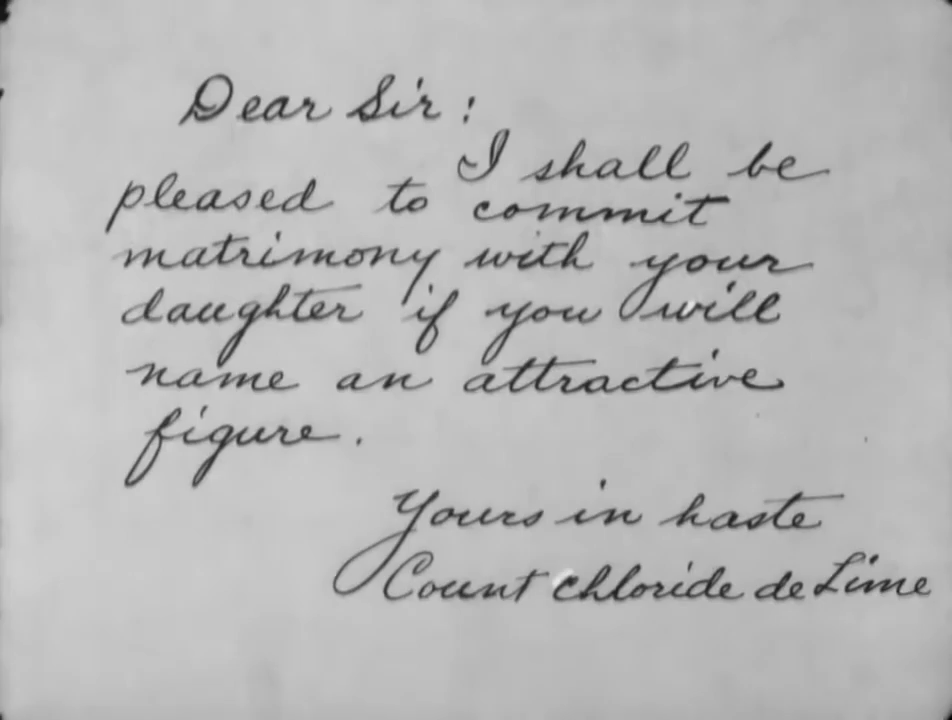 Dear Sir:
I shall be
pleased to commit
matrimony with your
daughter if you will
name an attractive
figure.
Yours in haste
Count Chloride de Lime